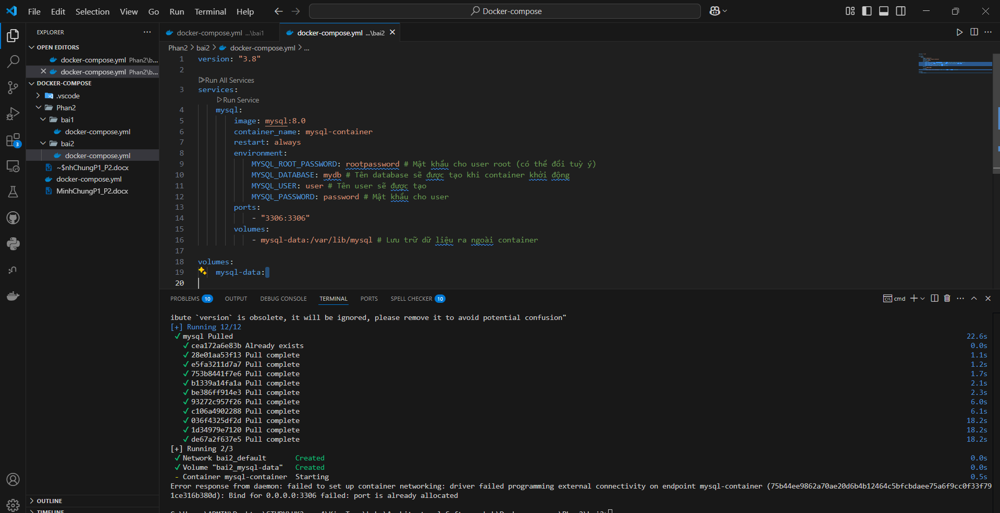 File Edit Selection View Go Run Terminal Help
Docker-compose
EXPLORER
OPEN EDITORS
docker-compose.yml Phan2\b...
docker-compose.yml Phan2\b...
DOCKER-COMPOSE
.vscode
Phan2
bai1
docker-compose.yml
bai2
docker-compose.yml
~$nhChungP1_P2.docx
docker-compose.yml
MinhChungP1_P2.docx
3
OUTLINE
TIMELINE
docker-compose.yml ...\bai1
docker-compose.yml ...\bai2
Phan2 > bai2 > docker-compose.yml > ...
1 version: "3.8"
2
Run All Services
3 services:
Run Service
4 mysql:
5 image: mysql:8.0
6 container_name: mysql-container
7 restart: always
8 environment:
9 MYSQL_ROOT_PASSWORD: rootpassword # Mật khẩu cho user root (có thể đổi tuỳ ý)
10 MYSQL_DATABASE: mydb # Tên database sẽ được tạo khi container khởi động
11 MYSQL_USER: user # Tên user sẽ được tạo
12 MYSQL_PASSWORD: password # Mật khẩu cho user
13 ports:
14 - "3306:3306"
15 volumes:
16 - mysql-data:/var/lib/mysql # Lưu trữ dữ liệu ra ngoài container
17
18 volumes:
19 mysql-data:
20
PROBLEMS 10 OUTPUT DEBUG CONSOLE TERMINAL PORTS SPELL CHECKER 10
cmd
ibute `version` is obsolete, it will be ignored, please remove it to avoid potential confusion"
[+] Running 12/12
✓ mysql Pulled 22.6s
✓ cea172a6e83b Already exists 0.0s
✓ 28e01aa53f13 Pull complete 1.1s
✓ e5fa3211d7a7 Pull complete 1.2s
✓ 753b8441f7e6 Pull complete 1.7s
✓ b1339a14fa1a Pull complete 2.1s
✓ be386ff914e3 Pull complete 2.3s
✓ 93272c957f26 Pull complete 6.0s
✓ c106a4902288 Pull complete 6.1s
✓ 036f4325df2d Pull complete 18.2s
✓ 1d34979e7120 Pull complete 18.2s
✓ de67a2f637e5 Pull complete 18.2s
[+] Running 2/3
✓ Network bai2_default Created 0.0s
✓ Volume "bai2_mysql-data" Created 0.0s
- Container mysql-container Starting 0.5s
Error response from daemon: failed to set up container networking: driver failed programming external connectivity on endpoint mysql-container (75b44ee9862a70ae20d6b4b12464c5bfcbdaee75a6f9cc0f33f79
1ce316b380d): Bind for 0.0.0.0:3306 failed: port is already allocated